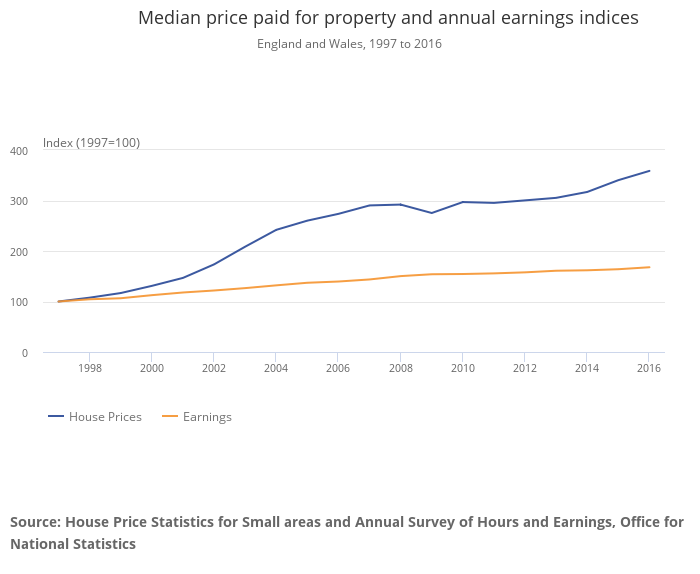 Median price paid for property and annual earnings indices
England and Wales, 1997 to 2016
Index (1997=100)
400
300
200
100
0
1998 2000 2002 2004 2006 2008 2010 2012 2014 2016
House Prices Earnings
Source: House Price Statistics for Small areas and Annual Survey of Hours and Earnings, Office for
National Statistics